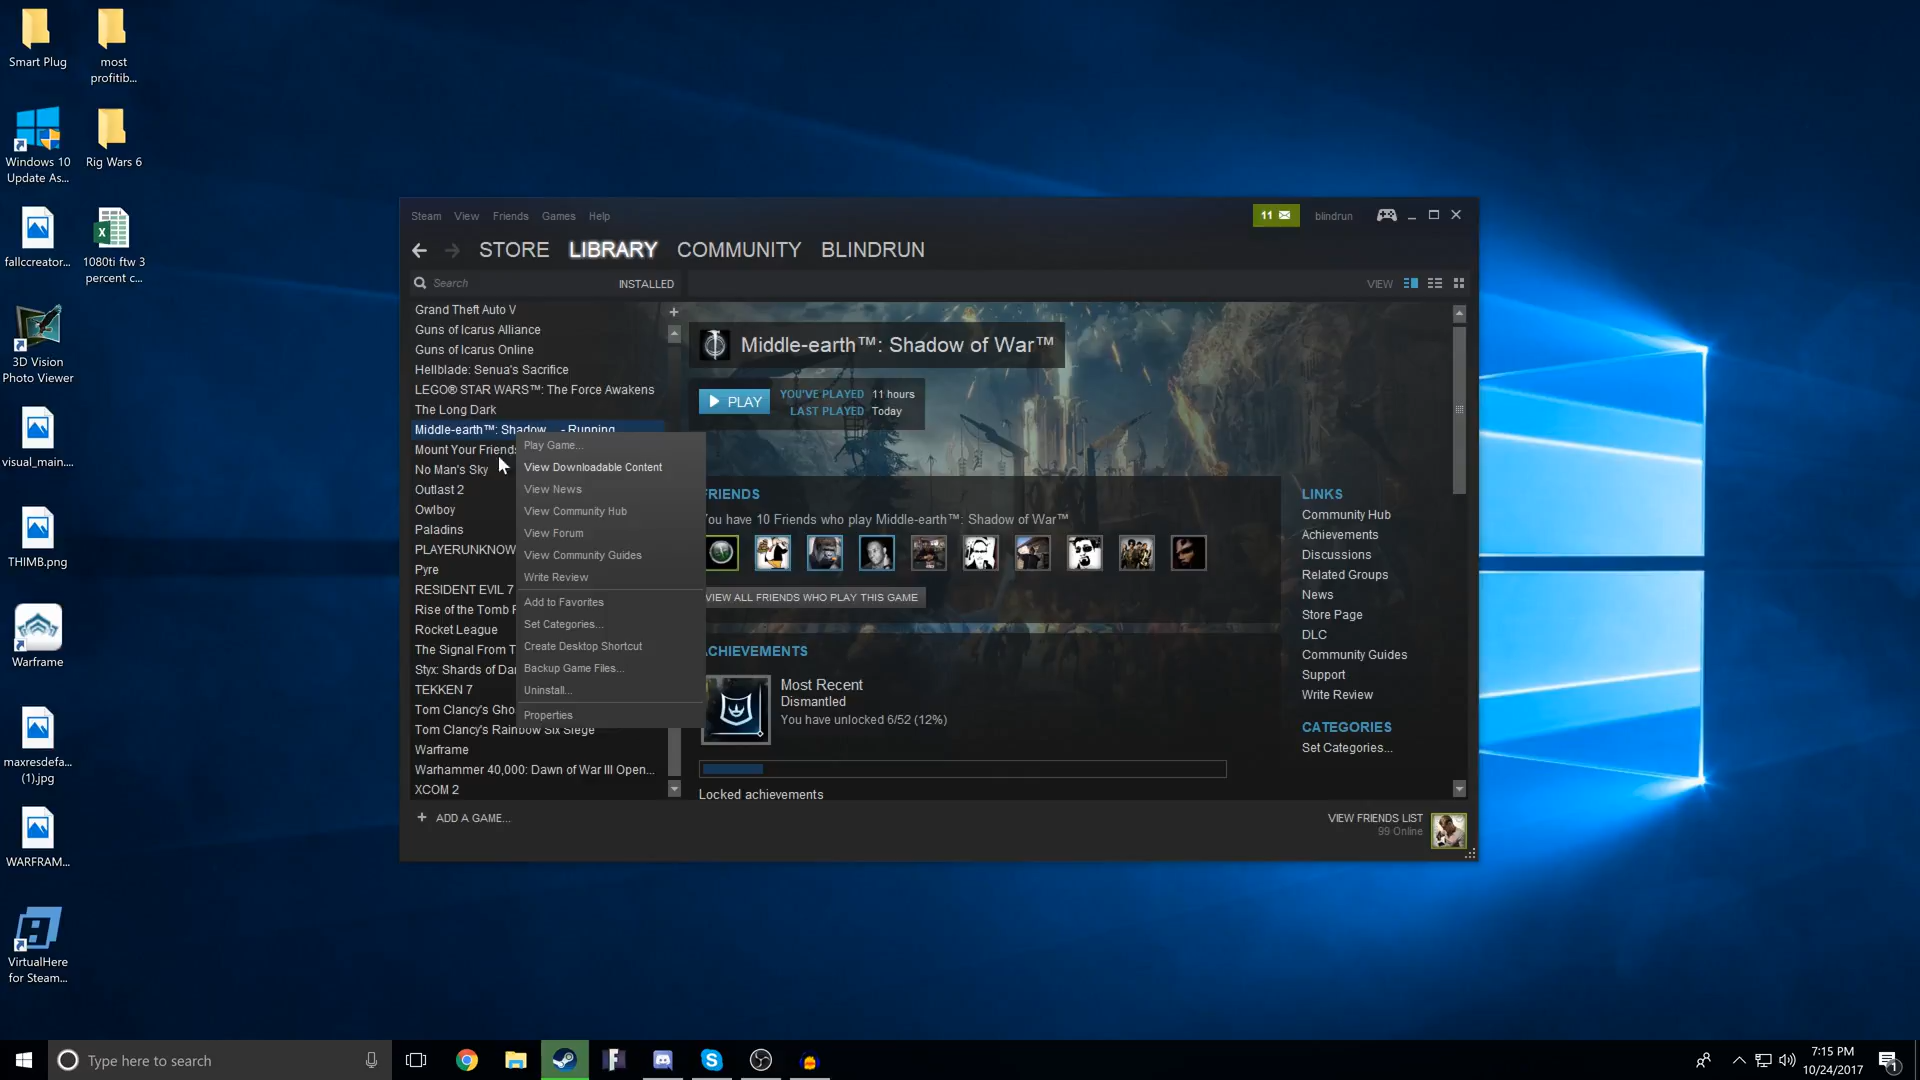 Smart Plug
most
profitib...
Windows 10
Update As...
Rig Wars 6
fallccreator...
1080ti ftw 3
percent c...
3D Vision
Photo Viewer
visual_main....
THIMB.png
Warframe
maxresdefa...
(1).jpg
WARFRAM...
VirtualHere
for Steam...
Steam View Friends Games Help
11
blindrun
STORE LIBRARY COMMUNITY BLINDRUN
Search
INSTALLED
VIEW
Grand Theft Auto V
Guns of Icarus Alliance
Guns of Icarus Online
Hellblade: Senua's Sacrifice
LEGO® STAR WARS™: The Force Awakens
The Long Dark
Middle-earth™: Shadow ... - Running
Mount Your Friends
No Man's Sky
Outlast 2
Owlboy
Paladins
PLAYERUNKNOW
Pyre
RESIDENT EVIL 7
Rise of the Tomb
Rocket League
The Signal From T
Styx: Shards of Da
TEKKEN 7
Tom Clancy's Gho
Tom Clancy's Rainbow Six Siege
Warframe
Warhammer 40,000: Dawn of War III Open...
XCOM 2
Play Game...
View Downloadable Content
View News
View Community Hub
View Forum
View Community Guides
Write Review
Add to Favorites
Set Categories...
Create Desktop Shortcut
Backup Game Files...
Uninstall...
Properties
Middle-earth™: Shadow of War™
PLAY
YOU'VE PLAYED 11 hours
LAST PLAYED Today
FRIENDS
You have 10 Friends who play Middle-earth™: Shadow of War™
VIEW ALL FRIENDS WHO PLAY THIS GAME
ACHIEVEMENTS
Most Recent
Dismantled
You have unlocked 6/52 (12%)
Locked achievements
LINKS
Community Hub
Achievements
Discussions
Related Groups
News
Store Page
DLC
Community Guides
Support
Write Review
CATEGORIES
Set Categories...
+ ADD A GAME...
VIEW FRIENDS LIST
99 Online
Type here to search
7:15 PM
10/24/2017
1